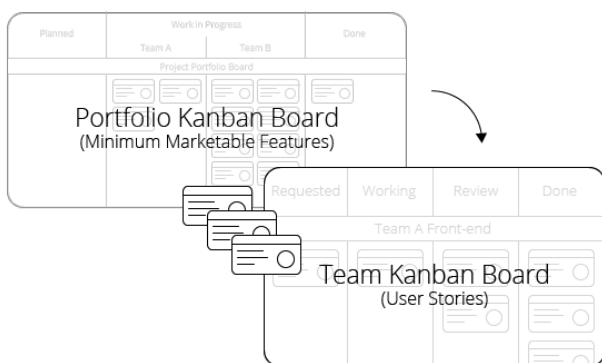 Planned
Work in Progress
Done
Team A
Team B
Project Portfolio Board
Portfolio Kanban Board
(Minimum Marketable Features)
Requested
Working
Review
Done
Team A Front-end
Team Kanban Board
(User Stories)